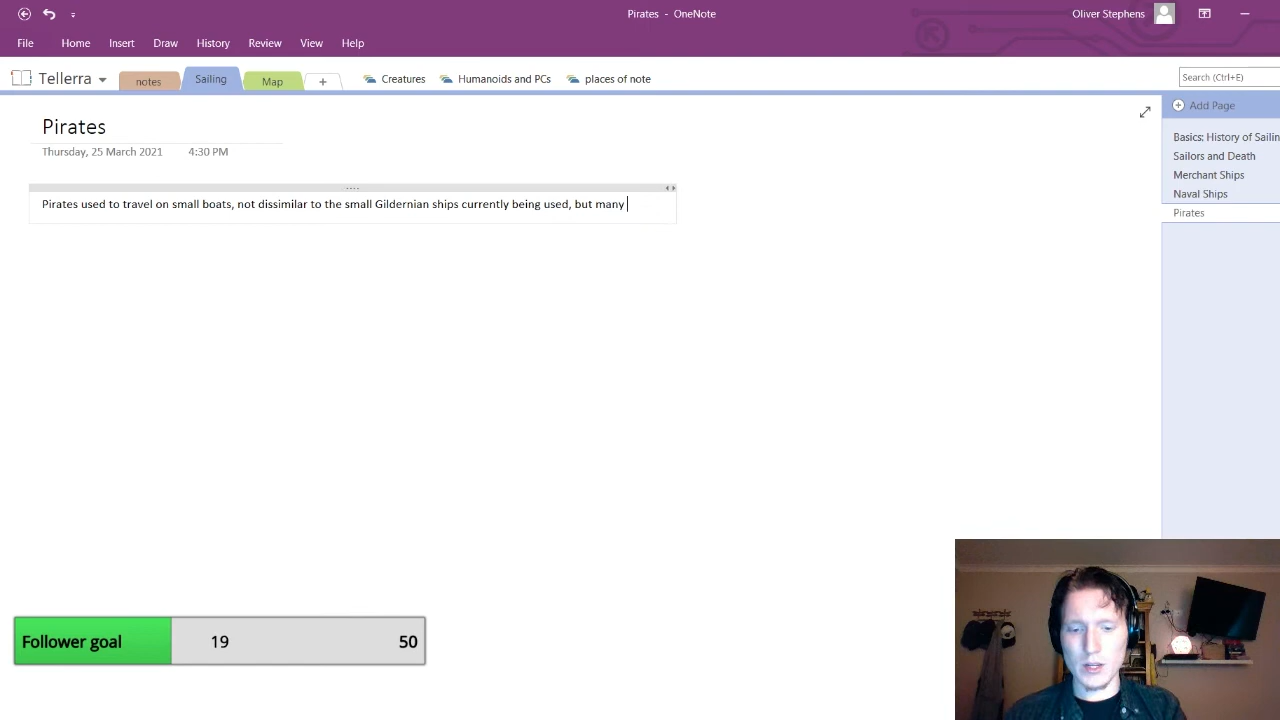 Pirates - OneNote
Oliver Stephens
File Home Insert Draw History Review View Help
Tellerra notes Sailing Map + Creatures Humanoids and PCs places of note
Search (Ctrl+E)
Add Page
Pirates
Thursday, 25 March 2021 4:30 PM
Pirates used to travel on small boats, not dissimilar to the small Gildernian ships currently being used, but many
Basics: History of Sailin
Sailors and Death
Merchant Ships
Naval Ships
Pirates
Follower goal 19 50